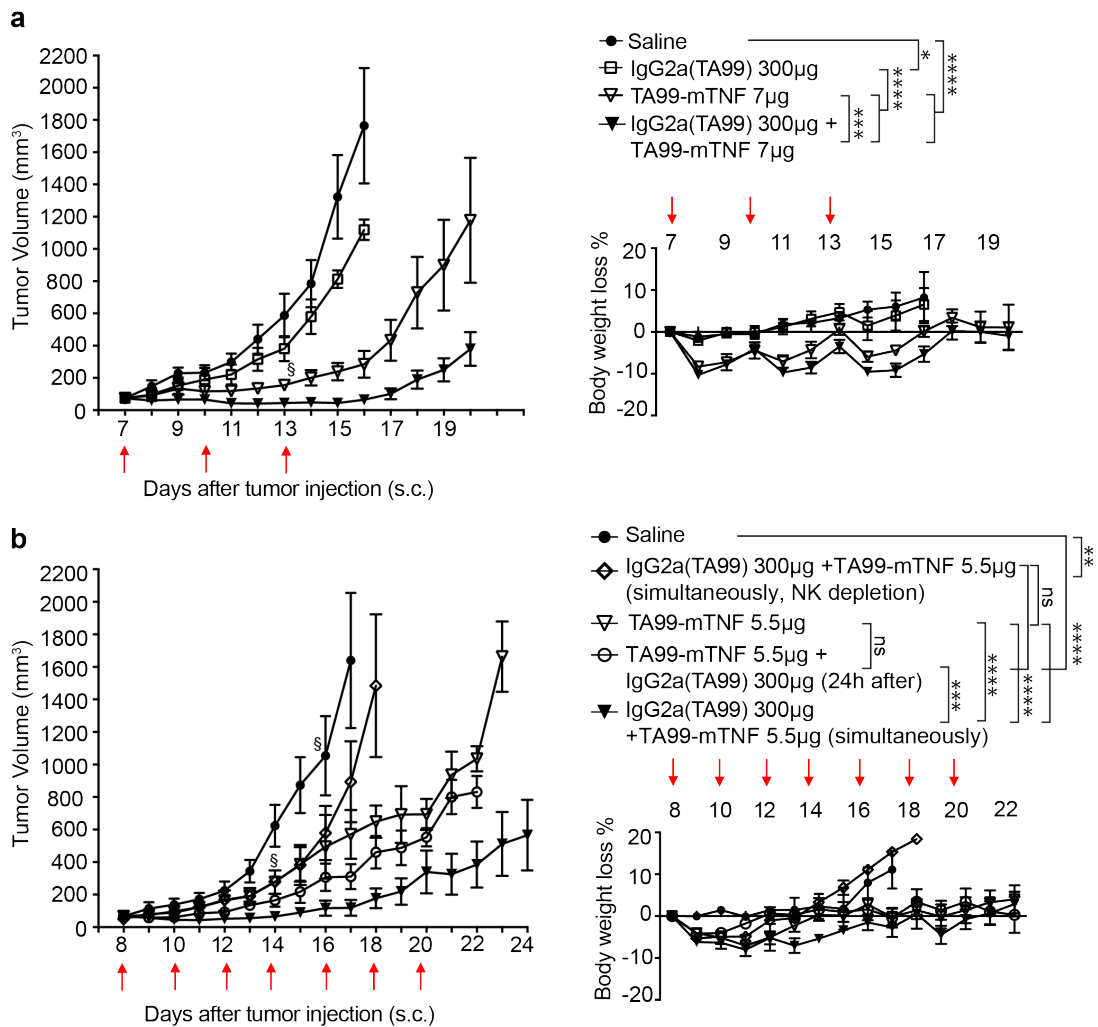 a
2200
2000
1800
1600
1400
1200
1000
800
600
400
200
0
Tumor Volume (mm³)
§
7 9 11 13 15 17 19
Days after tumor injection (s.c.)
Saline
IgG2a(TA99) 300µg
TA99-mTNF 7µg
IgG2a(TA99) 300µg +
TA99-mTNF 7µg
*
****
****
***
7 9 11 13 15 17 19
20
10
0
-10
-20
Body weight loss %
b
2200
2000
1800
1600
1400
1200
1000
800
600
400
200
0
Tumor Volume (mm³)
§
§
8 10 12 14 16 18 20 22 24
Days after tumor injection (s.c.)
Saline
IgG2a(TA99) 300µg +TA99-mTNF 5.5µg
(simultaneously, NK depletion)
TA99-mTNF 5.5µg
TA99-mTNF 5.5µg +
IgG2a(TA99) 300µg (24h after)
IgG2a(TA99) 300µg
+TA99-mTNF 5.5µg (simultaneously)
**
ns
****
ns
****
****
***
8 10 12 14 16 18 20 22
20
10
0
-10
-20
Body weight loss %